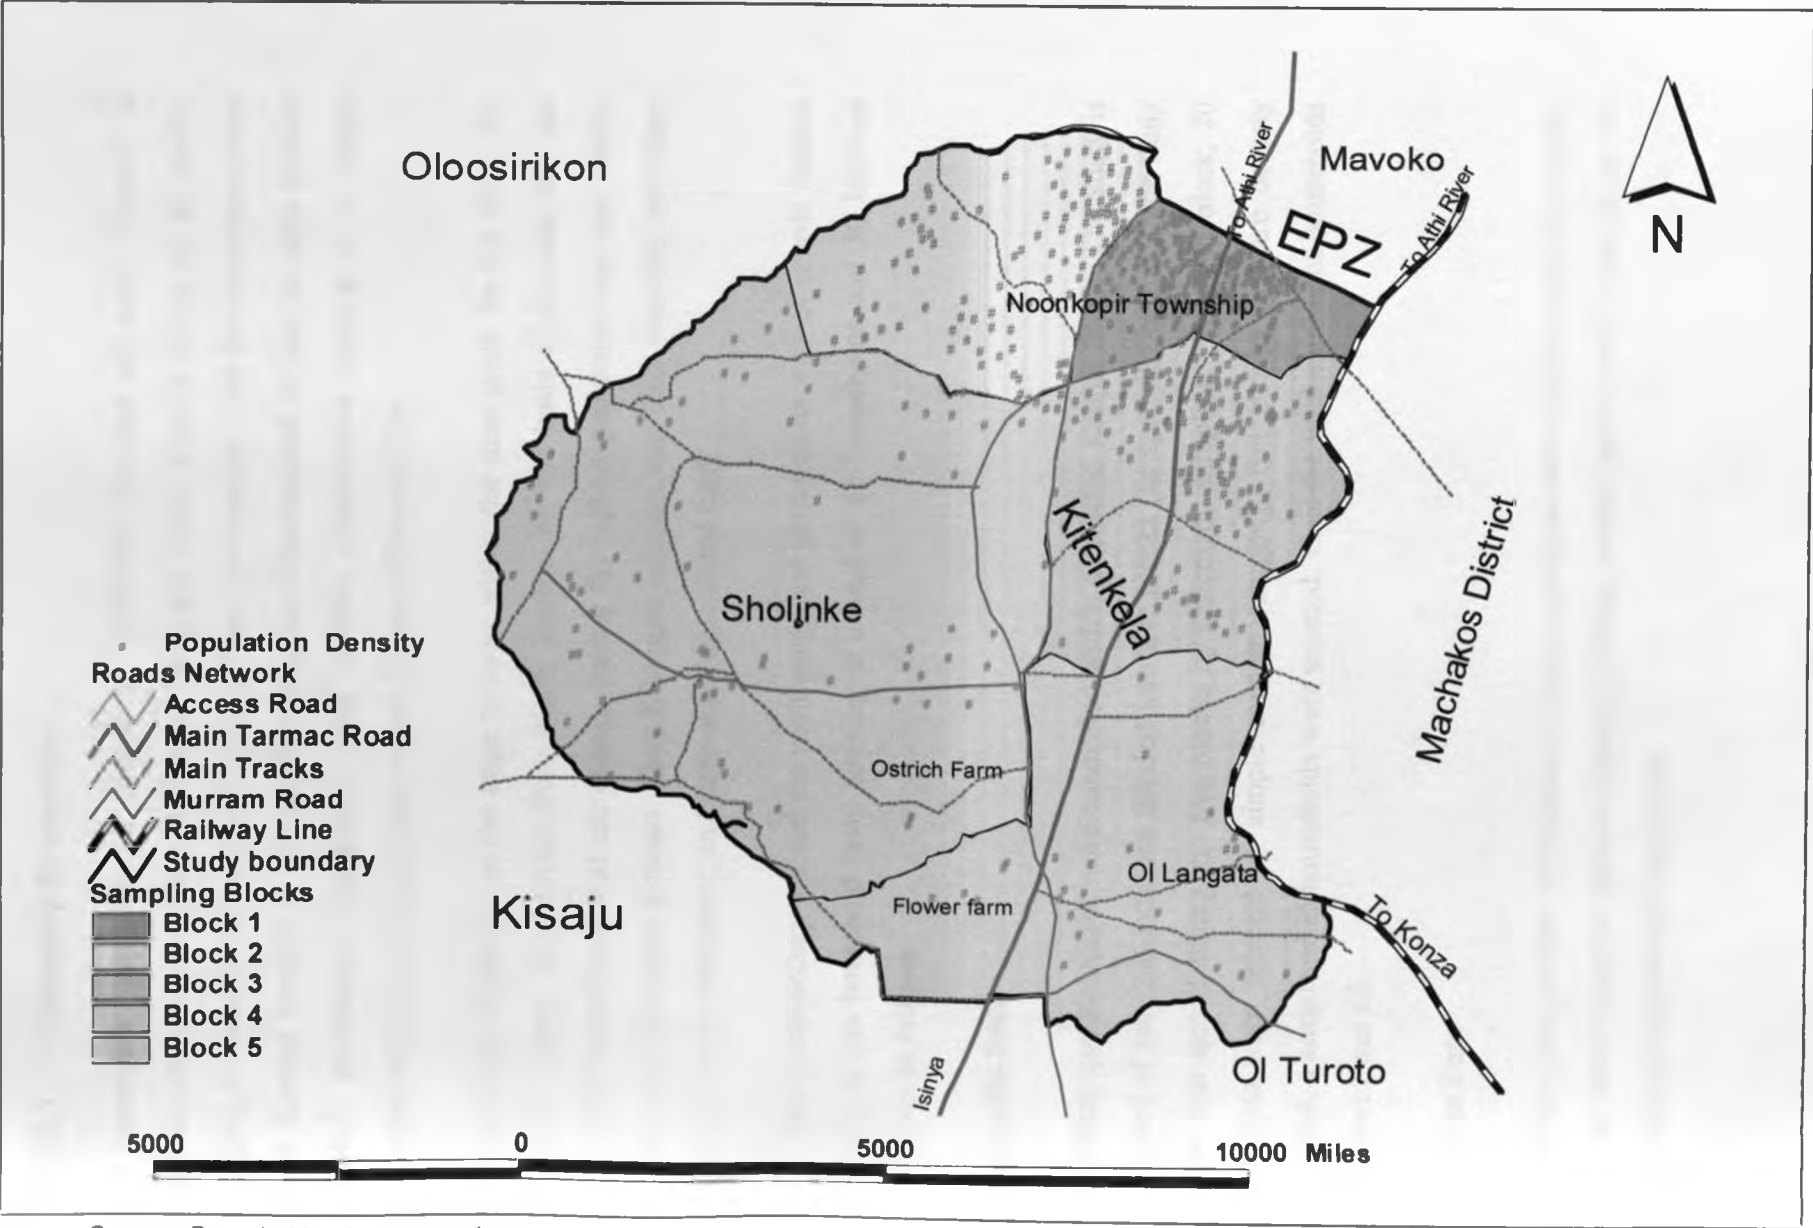 Oloosirikon
Mavoko
To Athi River
To Athi River
EPZ
N
Noonkopir Township
Kitenkela
Machakos District
Sholinke
Population Density
Roads Network
Access Road
Main Tarmac Road
Main Tracks
Murram Road
Railway Line
Study boundary
Sampling Blocks
Block 1
Block 2
Block 3
Block 4
Block 5
Ostrich Farm
Ol Langata
Flower farm
Kisaju
To Konza
Isinya
Ol Turoto
5000 0 5000 10000 Miles